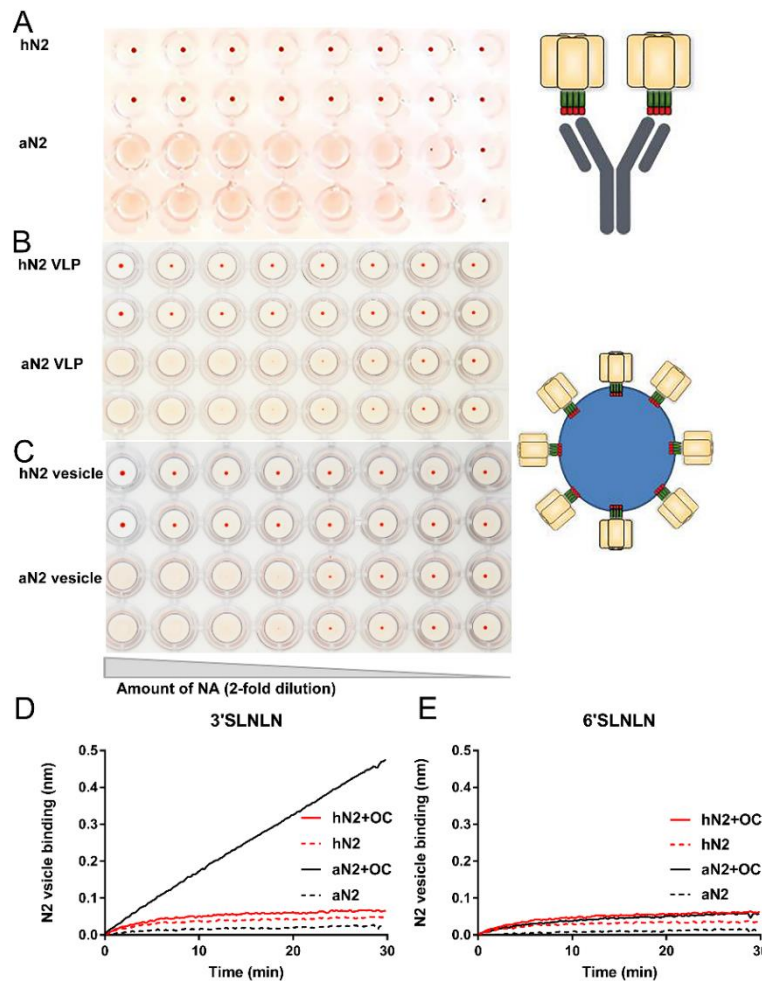 A
hN2
aN2
B
hN2 VLP
aN2 VLP
C
hN2 vesicle
aN2 vesicle
Amount of NA (2-fold dilution)
D
3'SLNLN
N2 vsicle binding (nm)
0.5
0.4
0.3
0.2
0.1
0.0
hN2+OC
hN2
aN2+OC
aN2
0
10
20
30
Time (min)
E
6'SLNLN
N2 vesicle binding (nm)
0.5
0.4
0.3
0.2
0.1
0.0
hN2+OC
hN2
aN2+OC
aN2
0
10
20
30
Time (min)